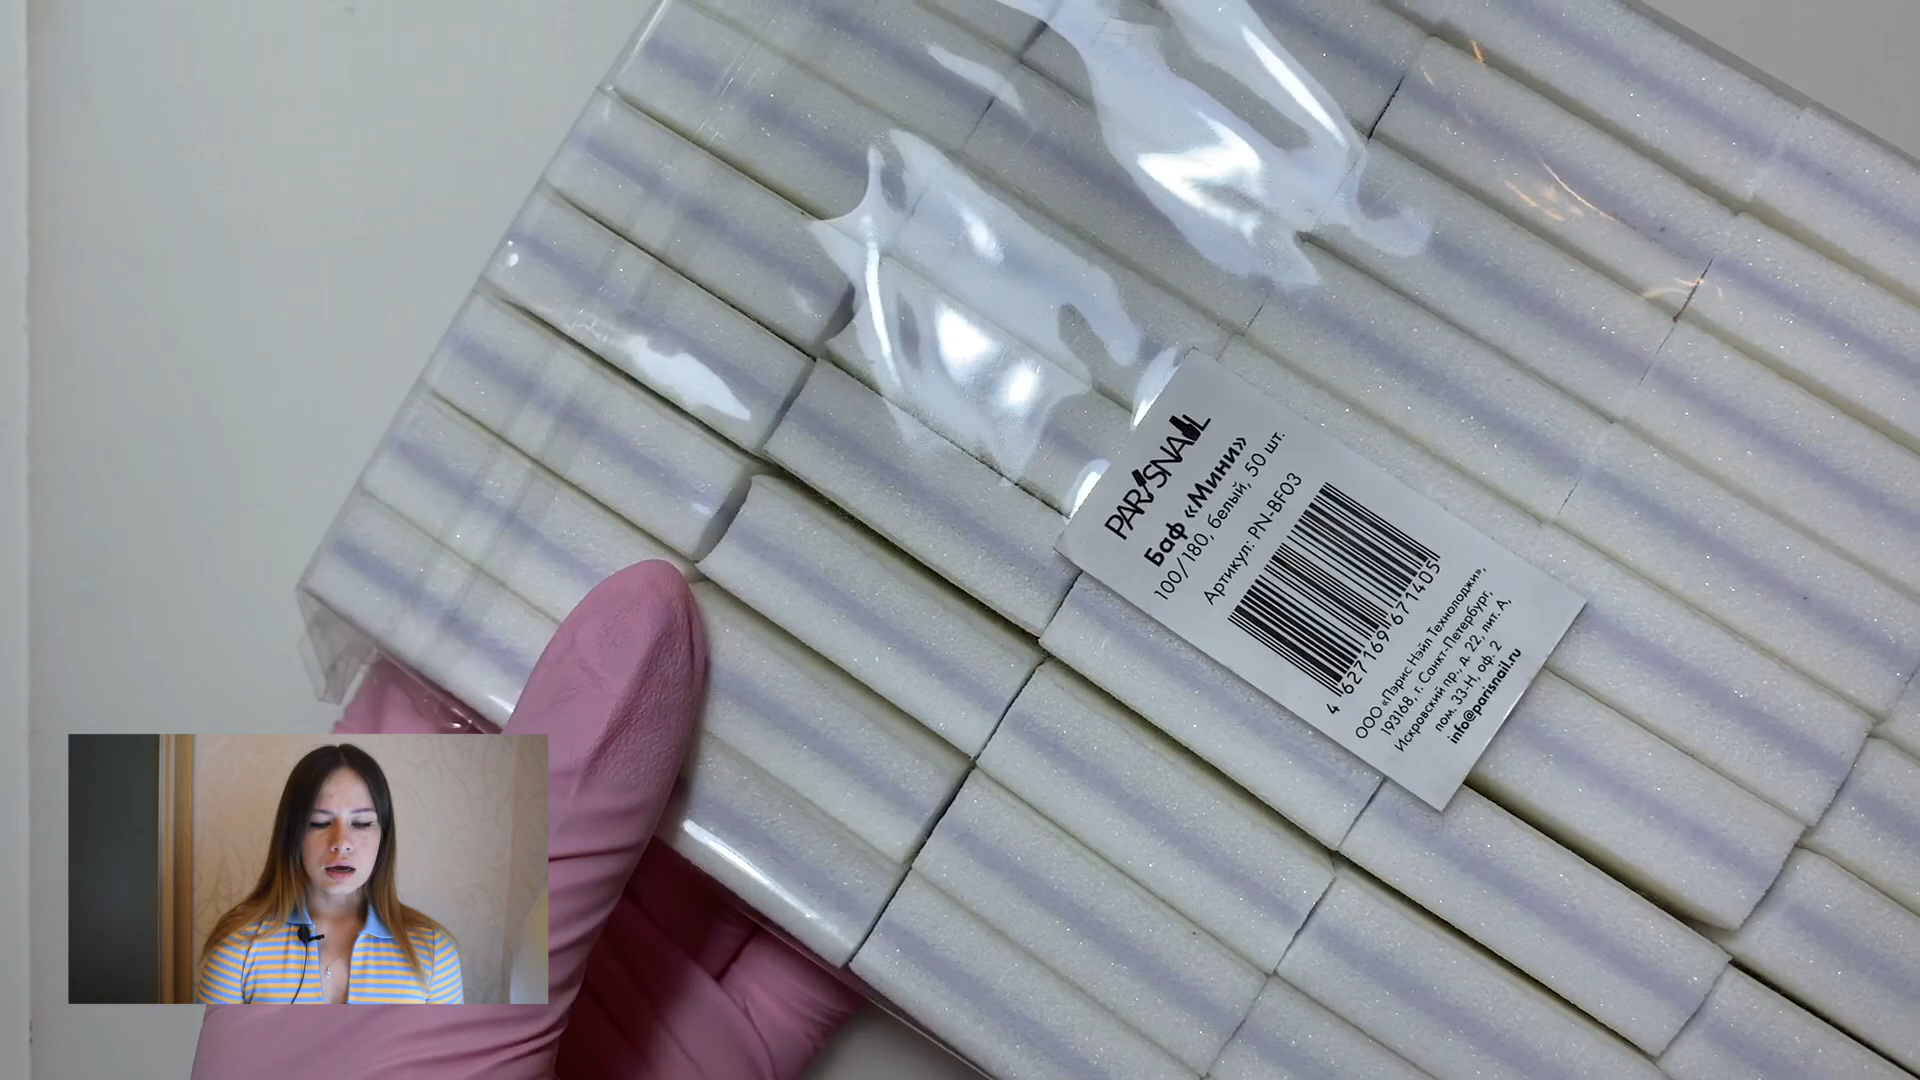 PARISNAIL
Баф «Мини»
100/180, белый, 50 шт.
Артикул: PN-BF03
4 627169 671405
ООО «Пэрис Нэйл Технолоджи»,
193168, г. Санкт-Петербург,
Искровский пр., д. 22, лит. А,
пом. 33-Н, оф. 2
info@parisnail.ru